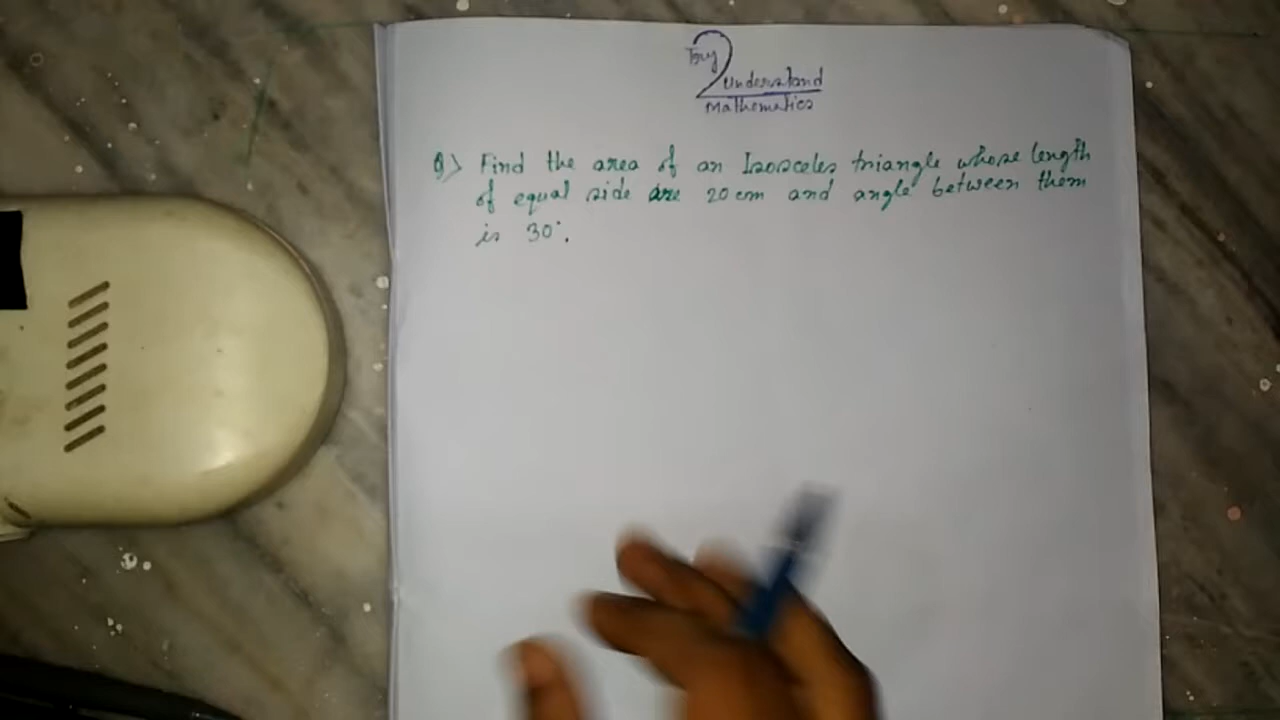 Try 2
Understand
Mathematics
Q) Find the area of an Isosceles triangle whose length
of equal side are 20 cm and angle between them
is 30°.